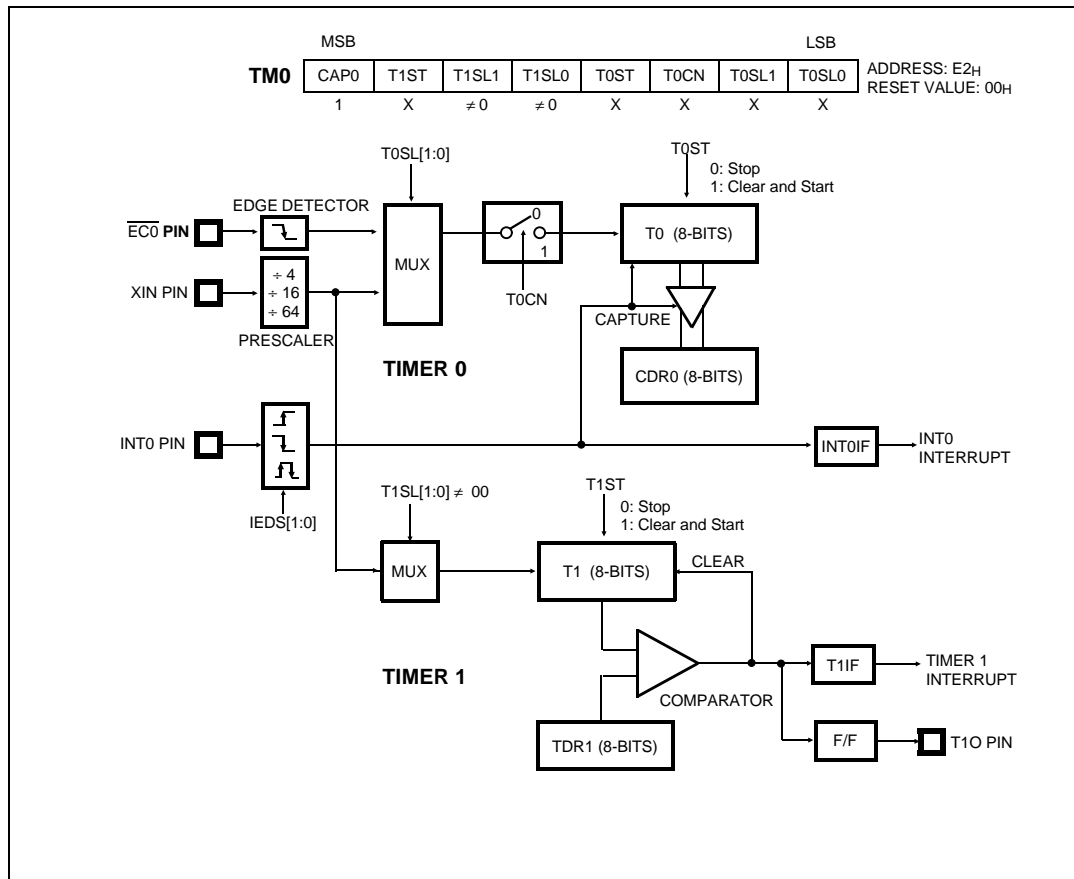 MSB LSB
TM0 CAP0 T1ST T1SL1 T1SL0 T0ST T0CN T0SL1 T0SL0 ADDRESS: E2H
RESET VALUE: 00H
1 X ≠ 0 ≠ 0 X X X X
T0SL[1:0]
T0ST
0: Stop
1: Clear and Start
EDGE DETECTOR
EC0 PIN
MUX
0
1
T0CN
T0 (8-BITS)
XIN PIN
÷ 4
÷ 16
÷ 64
PRESCALER
CAPTURE
TIMER 0
CDR0 (8-BITS)
INT0 PIN
IEDS[1:0]
INT0IF
INT0
INTERRUPT
T1SL[1:0] ≠ 00
T1ST
0: Stop
1: Clear and Start
MUX
T1 (8-BITS)
CLEAR
TIMER 1
COMPARATOR
T1IF
TIMER 1
INTERRUPT
TDR1 (8-BITS)
F/F
T1O PIN